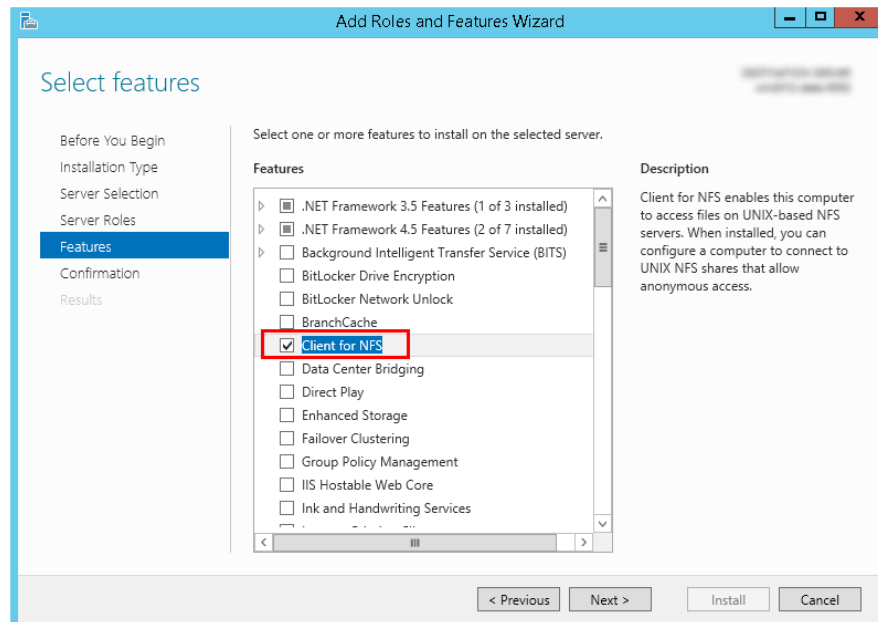 Add Roles and Features Wizard
Select features
Before You Begin
Installation Type
Server Selection
Server Roles
Features
Confirmation
Results
Select one or more features to install on the selected server.
Features
.NET Framework 3.5 Features (1 of 3 installed)
.NET Framework 4.5 Features (2 of 7 installed)
Background Intelligent Transfer Service (BITS)
BitLocker Drive Encryption
BitLocker Network Unlock
BranchCache
Client for NFS
Data Center Bridging
Direct Play
Enhanced Storage
Failover Clustering
Group Policy Management
IIS Hostable Web Core
Ink and Handwriting Services
Description
Client for NFS enables this computer
to access files on UNIX-based NFS
servers. When installed, you can
configure a computer to connect to
UNIX NFS shares that allow
anonymous access.
< Previous
Next >
Install
Cancel